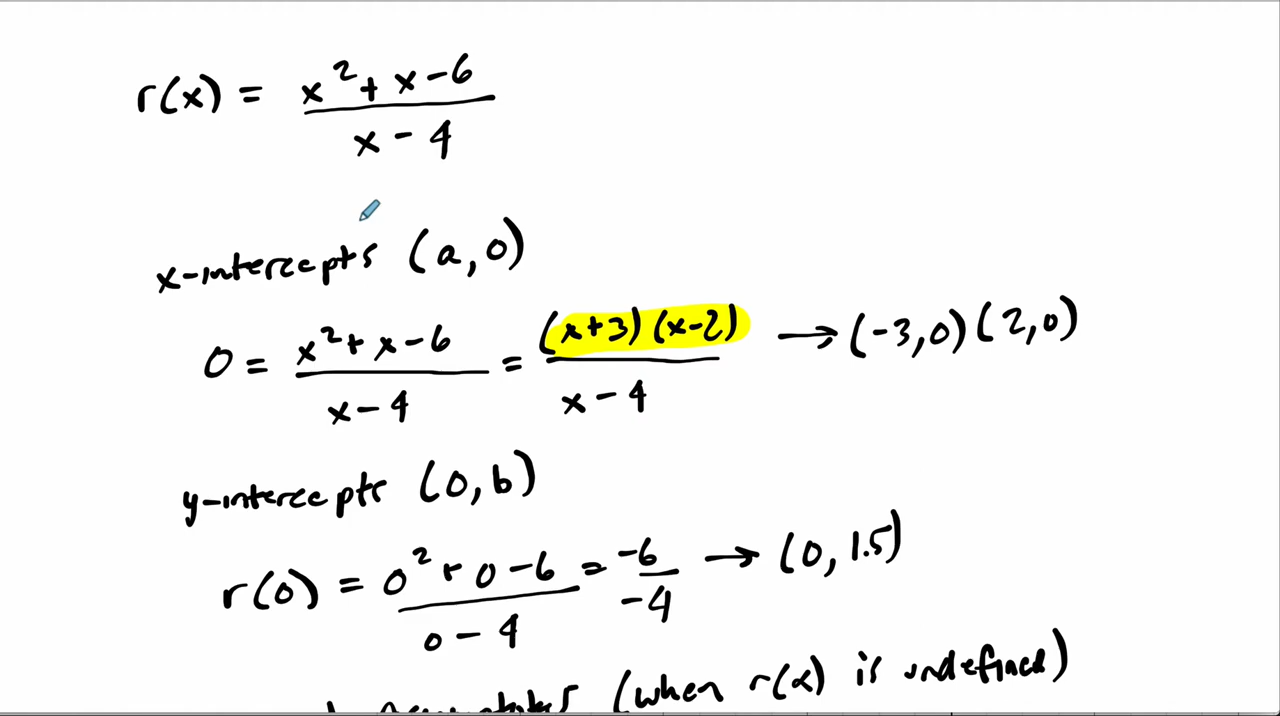 r(x) = x² + x - 6 / x - 4
x-intercepts (a, 0)
0 = x² + x - 6 / x - 4 = (x+3)(x-2) / x - 4 → (-3, 0) (2, 0)
y-intercepts (0, b)
r(0) = 0² + 0 - 6 / 0 - 4 = -6 / -4 → (0, 1.5)
(when r(x) is undefined)